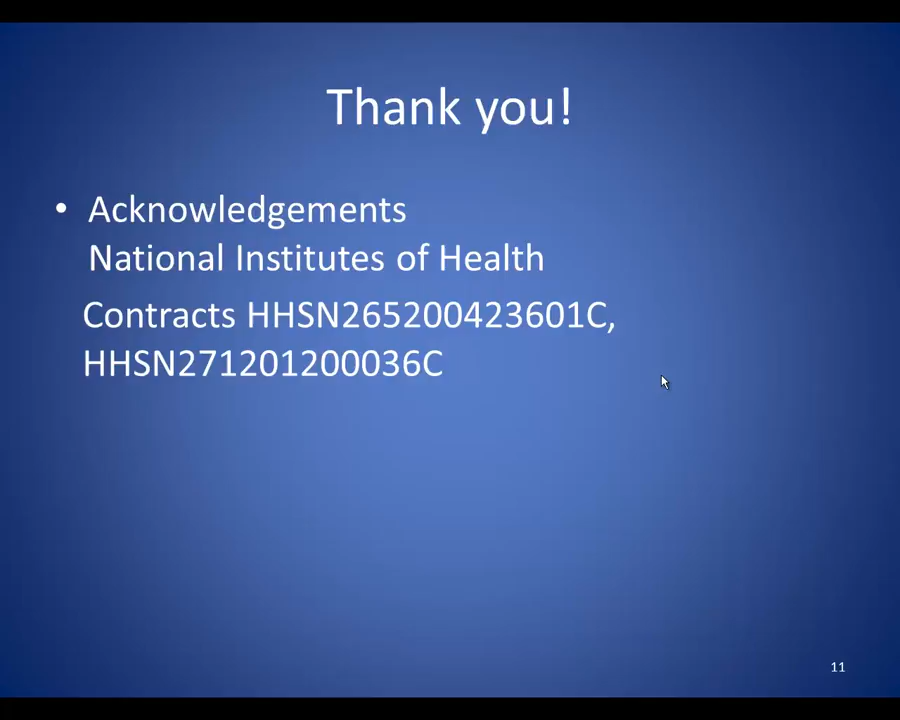 Thank you!
• Acknowledgements
National Institutes of Health
Contracts HHSN265200423601C,
HHSN271201200036C
11